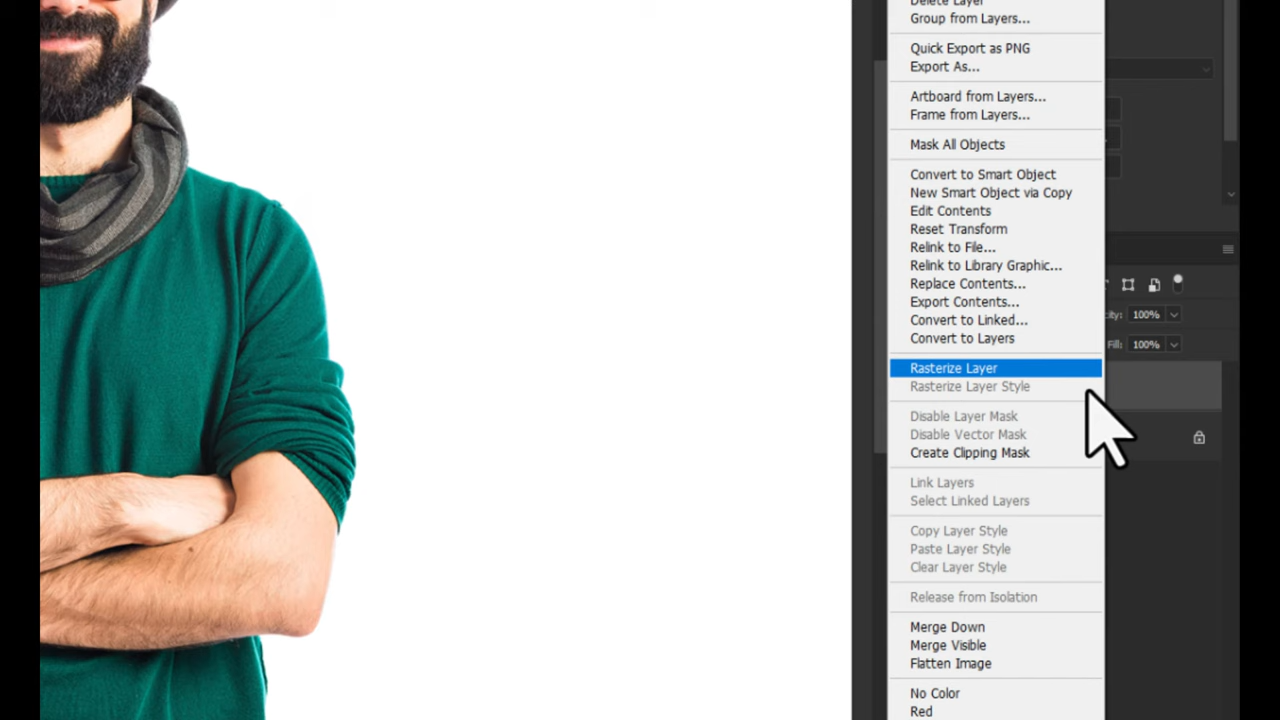 Delete Layer
Group from Layers...
Quick Export as PNG
Export As...
Artboard from Layers...
Frame from Layers...
Mask All Objects
Convert to Smart Object
New Smart Object via Copy
Edit Contents
Reset Transform
Relink to File...
Relink to Library Graphic...
Replace Contents...
Export Contents...
Convert to Linked...
Convert to Layers
Rasterize Layer
Rasterize Layer Style
Disable Layer Mask
Disable Vector Mask
Create Clipping Mask
Link Layers
Select Linked Layers
Copy Layer Style
Paste Layer Style
Clear Layer Style
Release from Isolation
Merge Down
Merge Visible
Flatten Image
No Color
Red
city: 100%
Fill: 100%